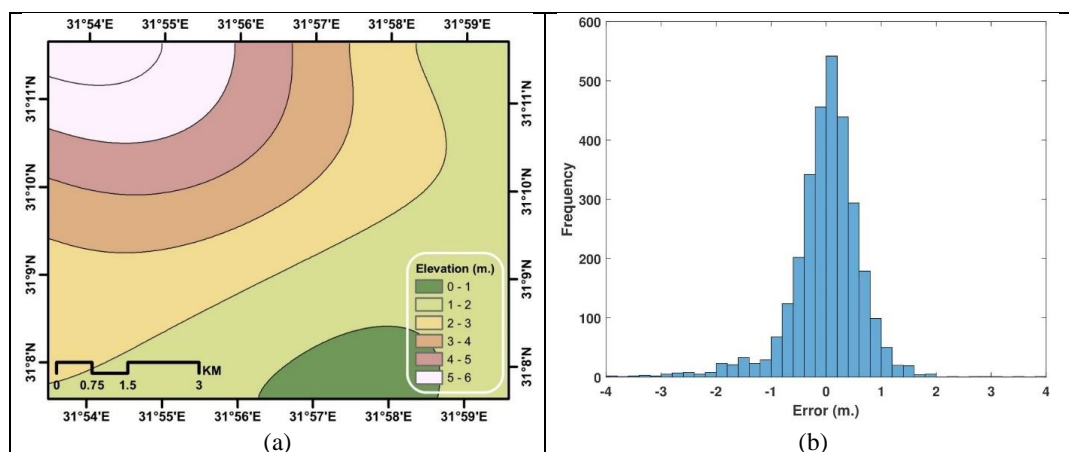 31°54'E 31°55'E 31°56'E 31°57'E 31°58'E 31°59'E
31°11'N 31°11'N
31°10'N 31°10'N
31°9'N 31°9'N
31°8'N 31°8'N
Elevation (m.)
0 - 1
1 - 2
2 - 3
3 - 4
4 - 5
5 - 6
KM
0 0.75 1.5 3
31°54'E 31°55'E 31°56'E 31°57'E 31°58'E 31°59'E
(a)
600
500
400
300
200
100
0
Frequency
-4 -3 -2 -1 0 1 2 3 4
Error (m.)
(b)